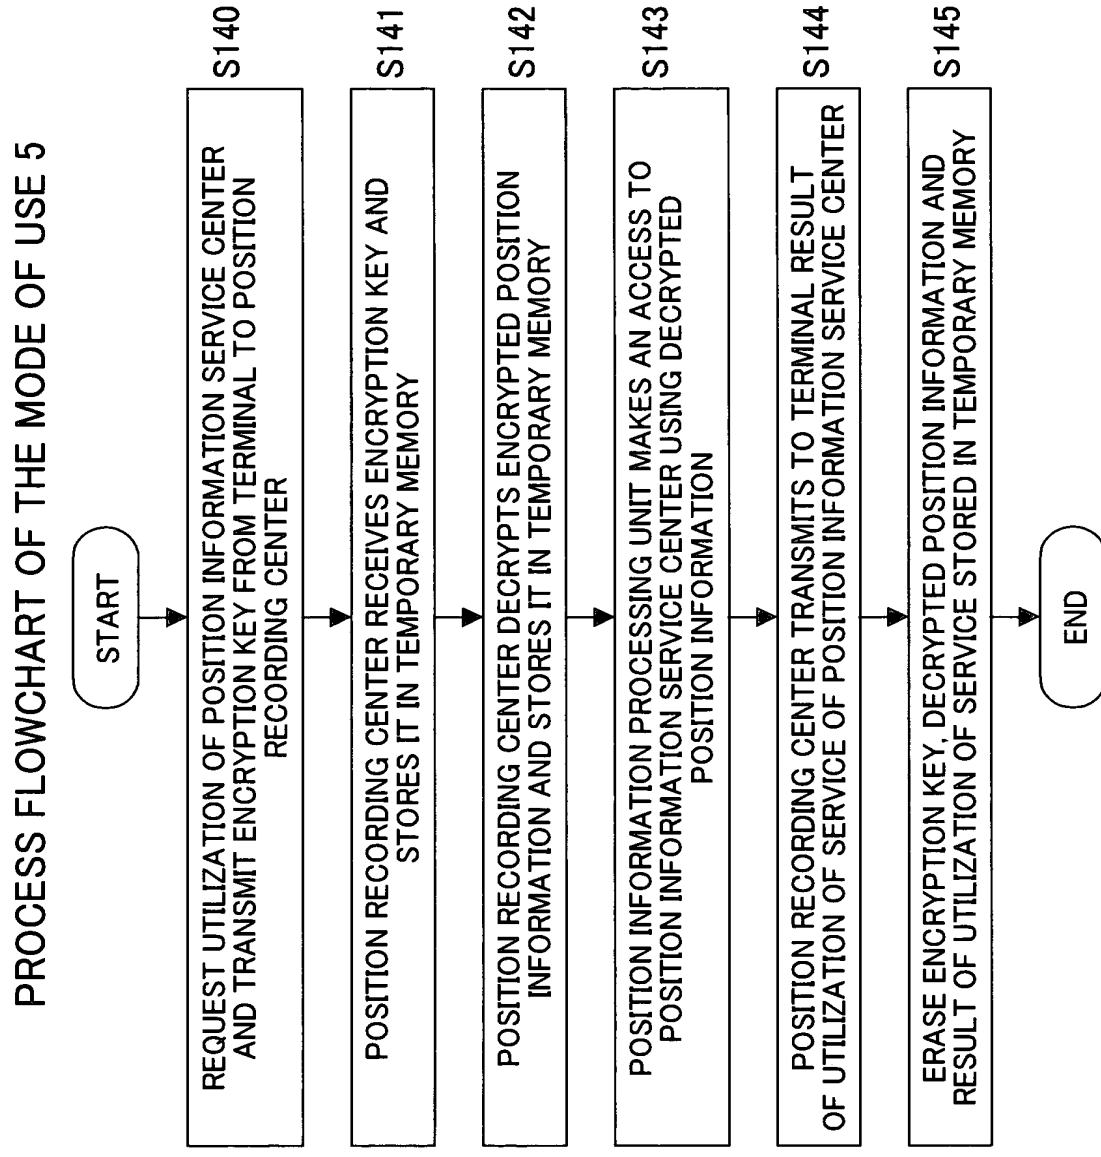 PROCESS FLOWCHART OF THE MODE OF USE 5
START
S140
REQUEST UTILIZATION OF POSITION INFORMATION SERVICE CENTER
AND TRANSMIT ENCRYPTION KEY FROM TERMINAL TO POSITION
RECORDING CENTER
S141
POSITION RECORDING CENTER RECEIVES ENCRYPTION KEY AND
STORES IT IN TEMPORARY MEMORY
S142
POSITION RECORDING CENTER DECRYPTS ENCRYPTED POSITION
INFORMATION AND STORES IT IN TEMPORARY MEMORY
S143
POSITION INFORMATION PROCESSING UNIT MAKES AN ACCESS TO
POSITION INFORMATION SERVICE CENTER USING DECRYPTED
POSITION INFORMATION
S144
POSITION RECORDING CENTER TRANSMITS TO TERMINAL RESULT
OF UTILIZATION OF SERVICE OF POSITION INFORMATION SERVICE CENTER
S145
ERASE ENCRYPTION KEY, DECRYPTED POSITION INFORMATION AND
RESULT OF UTILIZATION OF SERVICE STORED IN TEMPORARY MEMORY
END